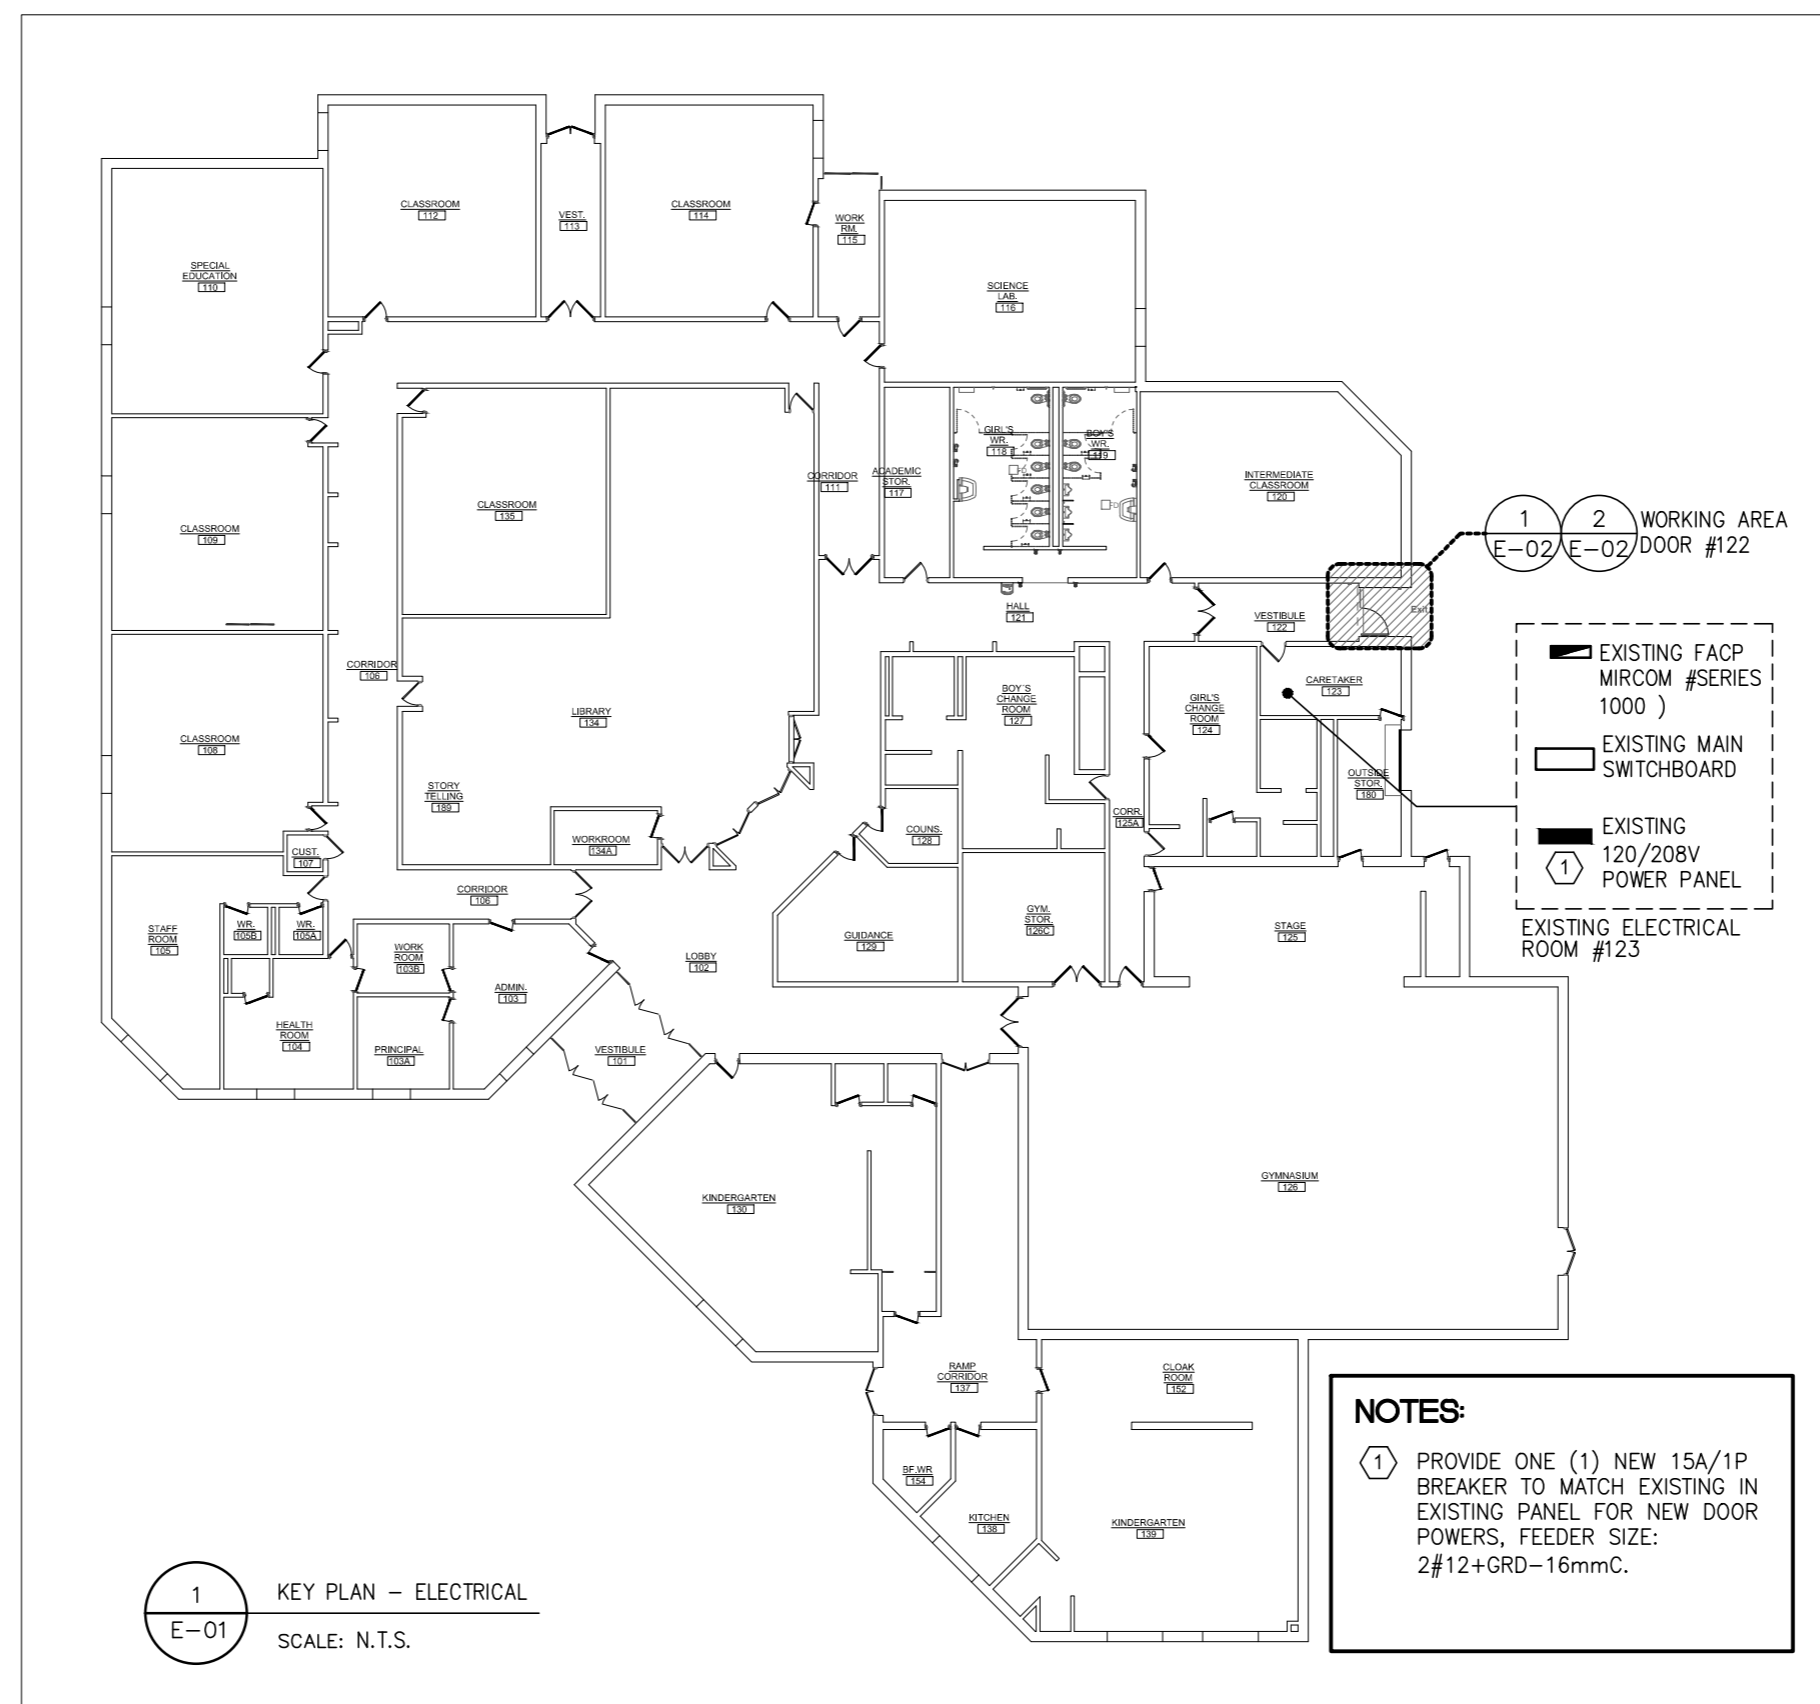 CLASSROOM
112
VEST.
113
CLASSROOM
114
WORK
RM.
115
SPECIAL
EDUCATION
110
SCIENCE
LAB.
116
CLASSROOM
109
CLASSROOM
135
CORRIDOR
111
ACADEMIC
STOR.
117
GIRL'S
WR.
118
FD
BOY'S
WR.
119
FD
INTERMEDIATE
CLASSROOM
120
1
E-02
2
E-02
WORKING AREA
DOOR #122
HALL
121
VESTIBULE
122
Exit
CORRIDOR
106
CLASSROOM
108
LIBRARY
134
STORY
TELLING
189
WORKROOM
134A
BOY'S
CHANGE
ROOM
127
GIRL'S
CHANGE
ROOM
124
CARETAKER
123
OUTSIDE
STOR.
180
COUNS.
128
CORR.
125A
EXISTING FACP
MIRCOM #SERIES
1000 )
EXISTING MAIN
SWITCHBOARD
EXISTING
120/208V
POWER PANEL
1
EXISTING ELECTRICAL
ROOM #123
CUST.
107
CORRIDOR
106
STAFF
ROOM
105
WR.
105B
WR.
105A
WORK
ROOM
103B
ADMIN.
103
LOBBY
102
GUIDANCE
129
GYM.
STOR.
126C
STAGE
125
HEALTH
ROOM
104
PRINCIPAL
103A
VESTIBULE
101
KINDERGARTEN
130
GYMNASIUM
126
RAMP
CORRIDOR
137
CLOAK
ROOM
152
BF.WR
154
KITCHEN
138
KINDERGARTEN
139
NOTES:
1 PROVIDE ONE (1) NEW 15A/1P
BREAKER TO MATCH EXISTING IN
EXISTING PANEL FOR NEW DOOR
POWERS, FEEDER SIZE:
2#12+GRD-16mmC.
1
E-01
KEY PLAN - ELECTRICAL
SCALE: N.T.S.